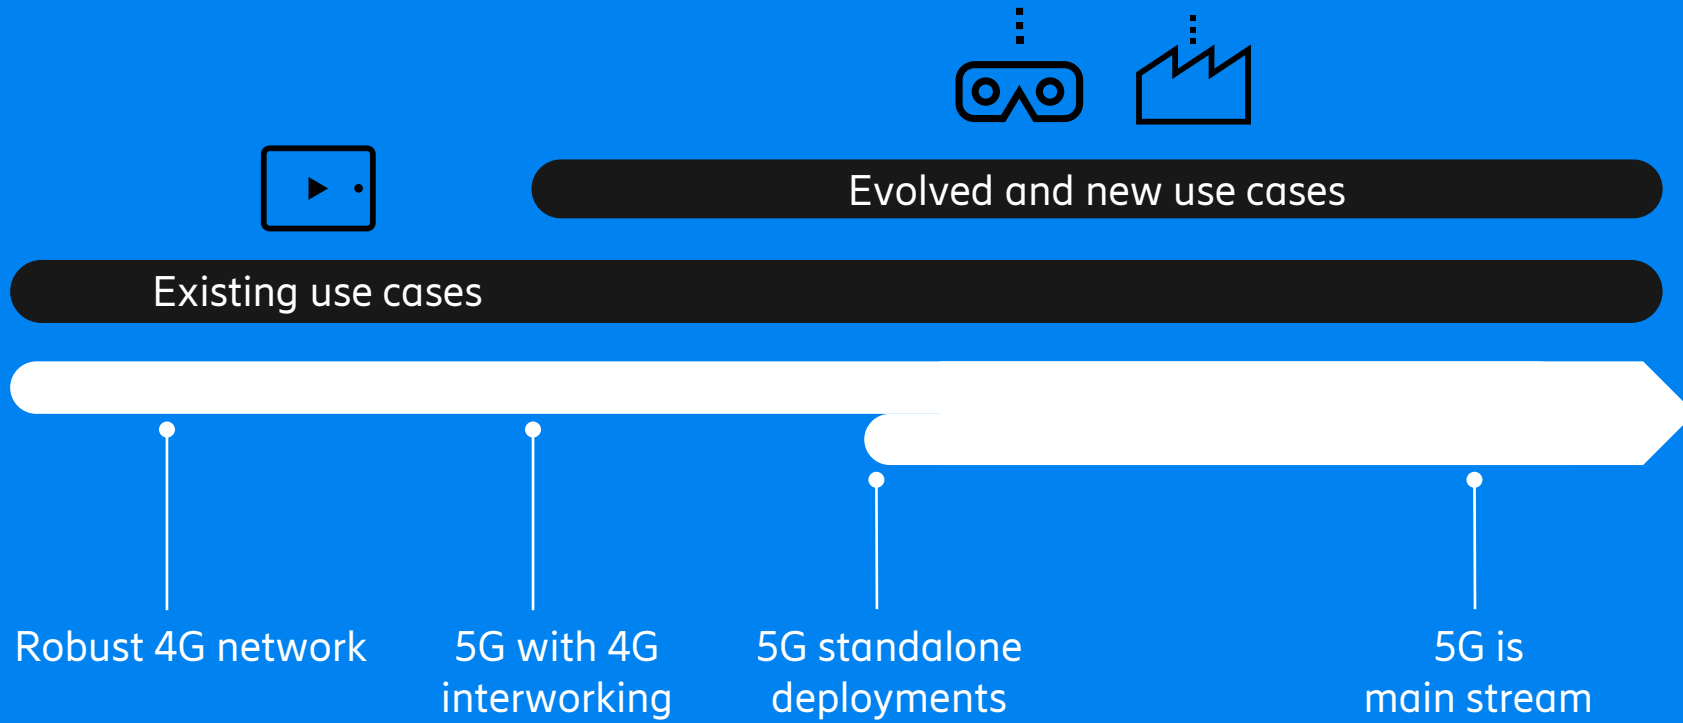 Evolved and new use cases
Existing use cases
Robust 4G network
5G with 4G
interworking
5G standalone
deployments
5G is
main stream